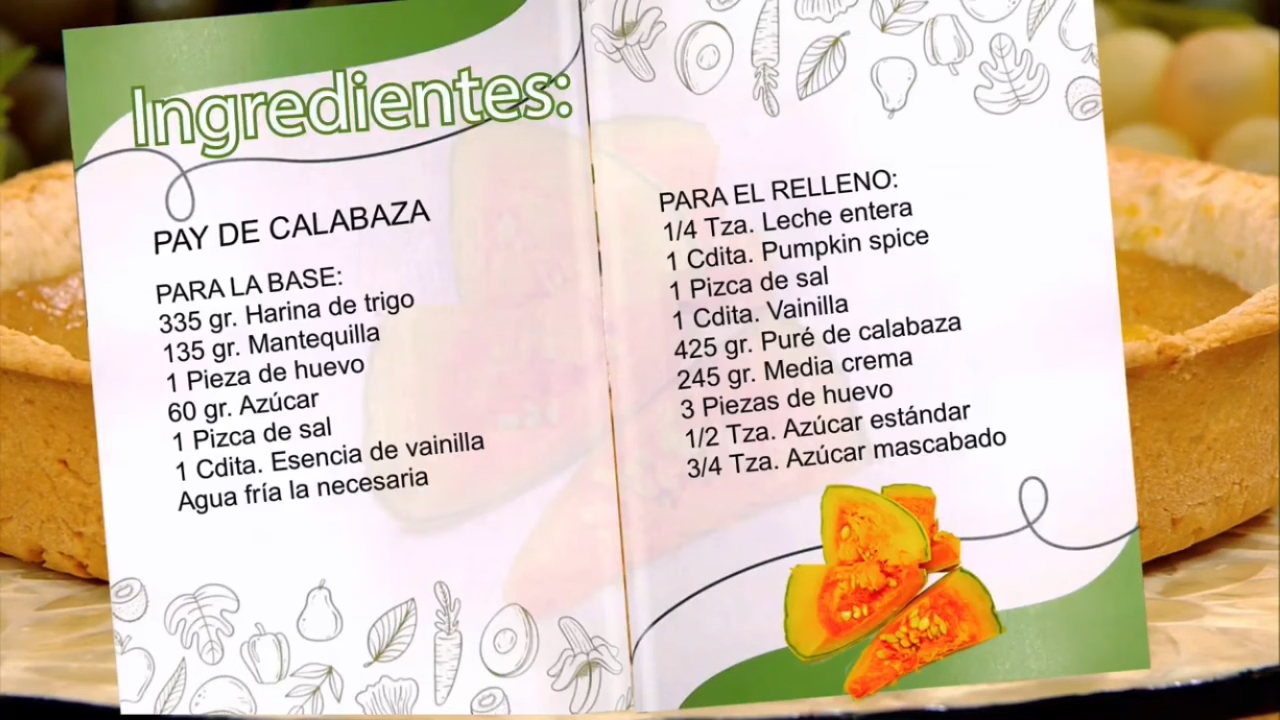 Ingredientes:
PAY DE CALABAZA
PARA LA BASE:
335 gr. Harina de trigo
135 gr. Mantequilla
1 Pieza de huevo
60 gr. Azúcar
1 Pizca de sal
1 Cdita. Esencia de vainilla
Agua fría la necesaria
PARA EL RELLENO:
1/4 Tza. Leche entera
1 Cdita. Pumpkin spice
1 Pizca de sal
1 Cdita. Vainilla
425 gr. Puré de calabaza
245 gr. Media crema
3 Piezas de huevo
1/2 Tza. Azúcar estándar
3/4 Tza. Azúcar mascabado